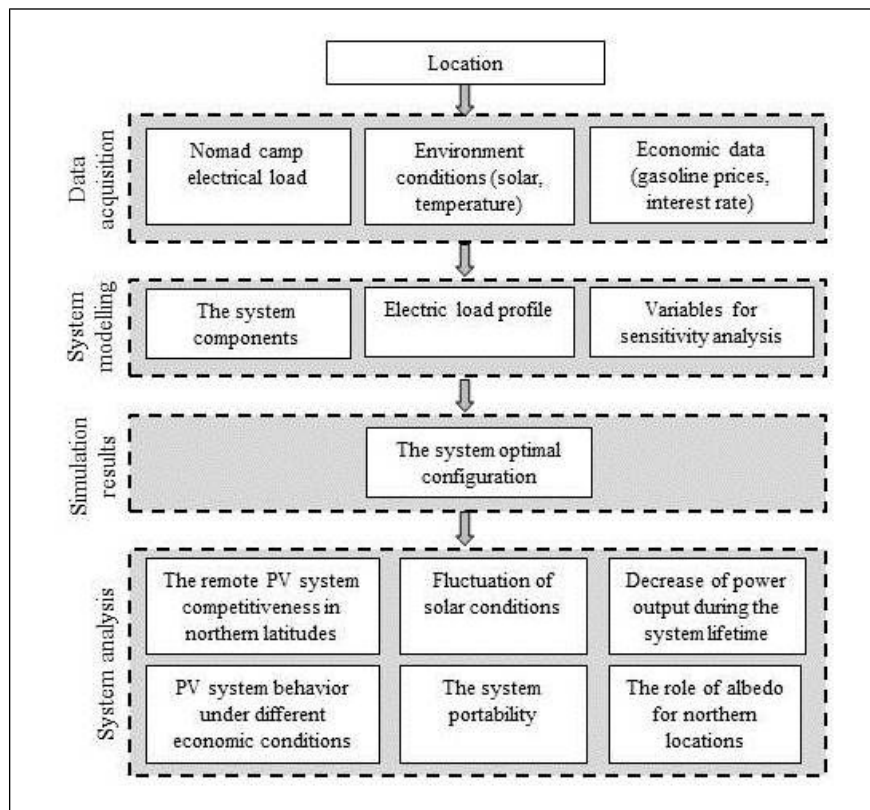 Location
Data
acquisition
Nomad camp
electrical load
Environment
conditions (solar,
temperature)
Economic data
(gasoline prices,
interest rate)
System
modelling
The system
components
Electric load profile
Variables for
sensitivity analysis
Simulation
results
The system optimal
configuration
System analysis
The remote PV system
competitiveness in
northern latitudes
Fluctuation of
solar conditions
Decrease of power
output during the
system lifetime
PV system behavior
under different
economic conditions
The system
portability
The role of albedo
for northern
locations